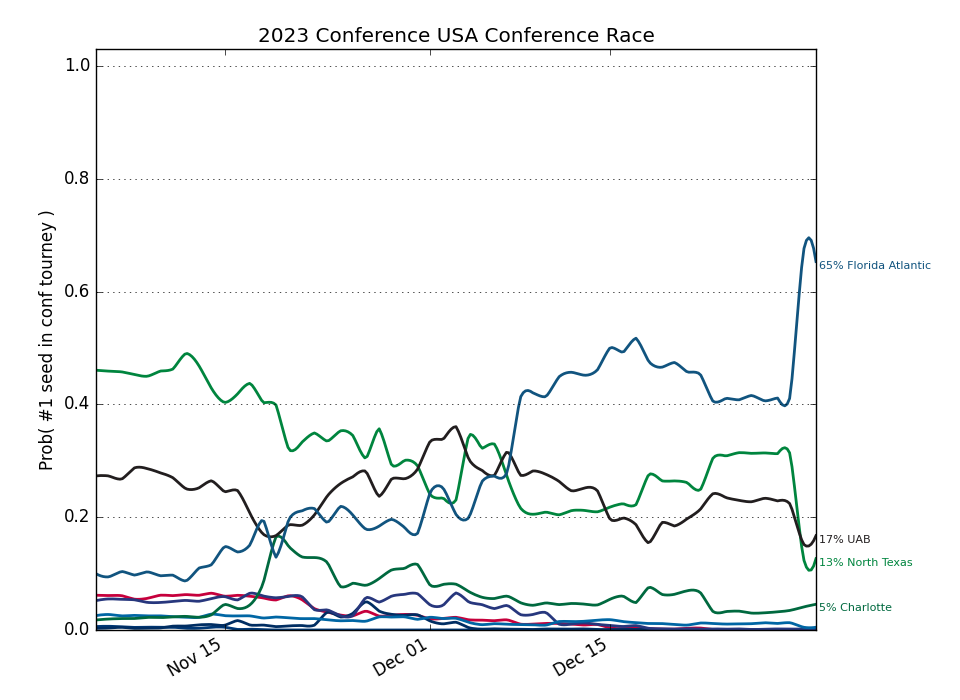 2023 Conference USA Conference Race
Prob( #1 seed in conf tourney )
1.0
0.8
0.6
0.4
0.2
0.0
65% Florida Atlantic
17% UAB
13% North Texas
5% Charlotte
Nov 15
Dec 01
Dec 15